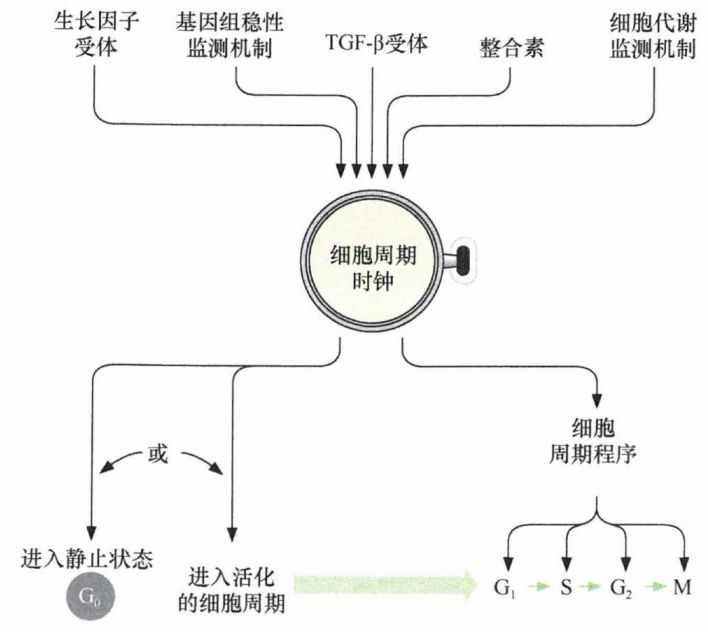 生长因子
受体
基因组稳性
监测机制
TGF-β受体
整合素
细胞代谢
监测机制
细胞周期
时钟
或
细胞
周期程序
进入静止状态
G₀
进入活化
的细胞周期
G₁ S G₂ M